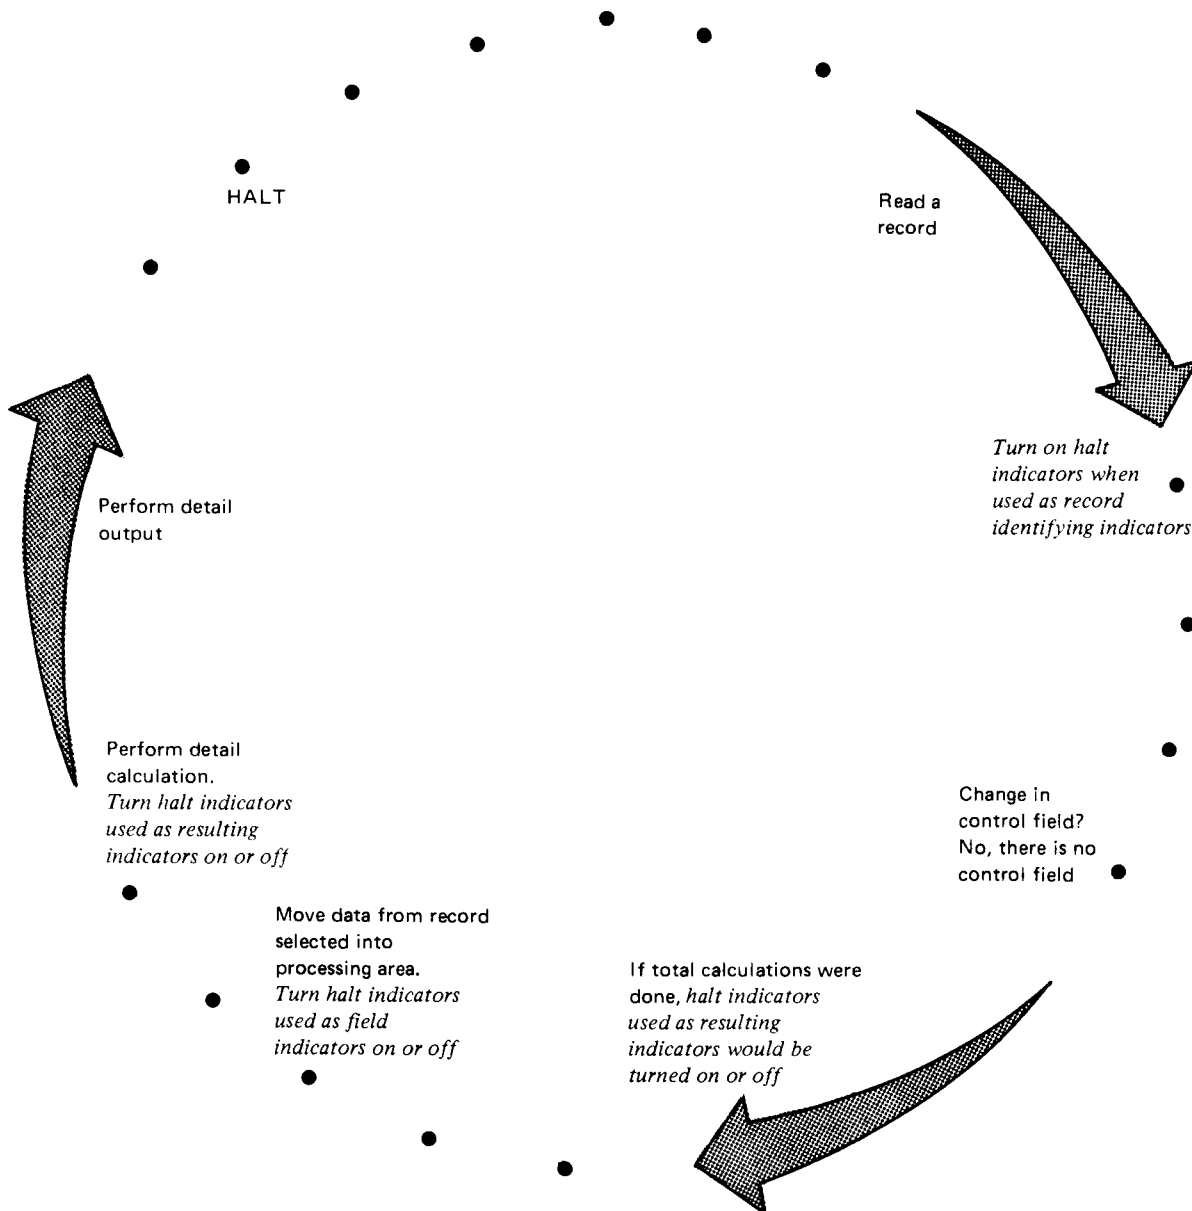 HALT
Read a
record
Turn on halt
indicators when
used as record
identifying indicators
Perform detail
output
Perform detail
calculation.
Turn halt indicators
used as resulting
indicators on or off
Change in
control field?
No, there is no
control field
Move data from record
selected into
processing area.
Turn halt indicators
used as field
indicators on or off
If total calculations were
done, halt indicators
used as resulting
indicators would be
turned on or off